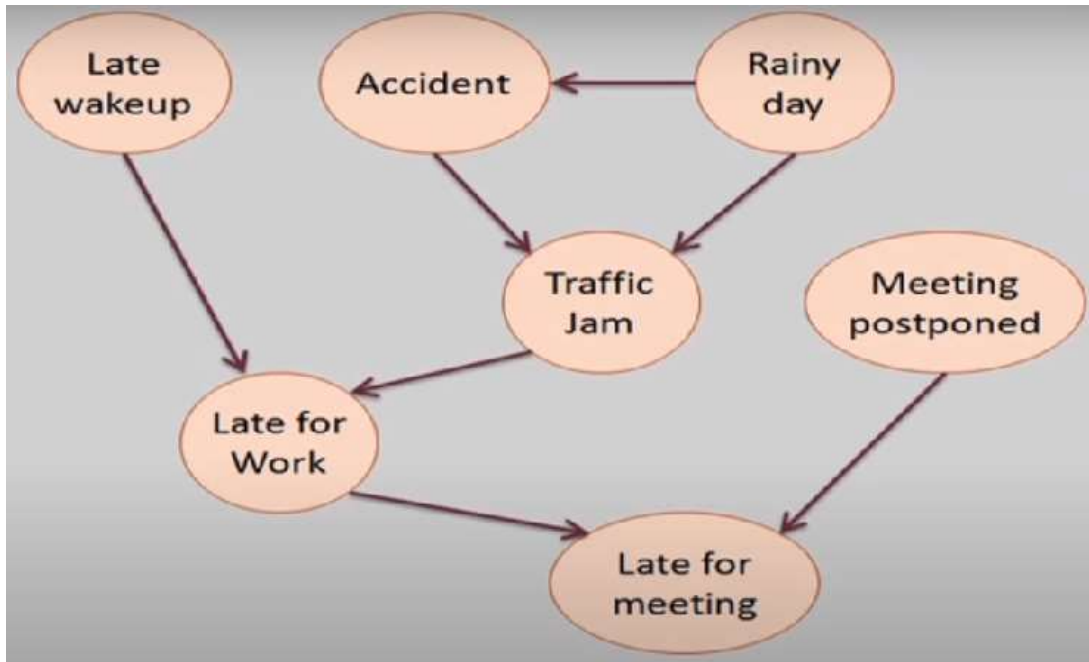 Late
wakeup
Accident
Rainy
day
Traffic
Jam
Meeting
postponed
Late for
Work
Late for
meeting